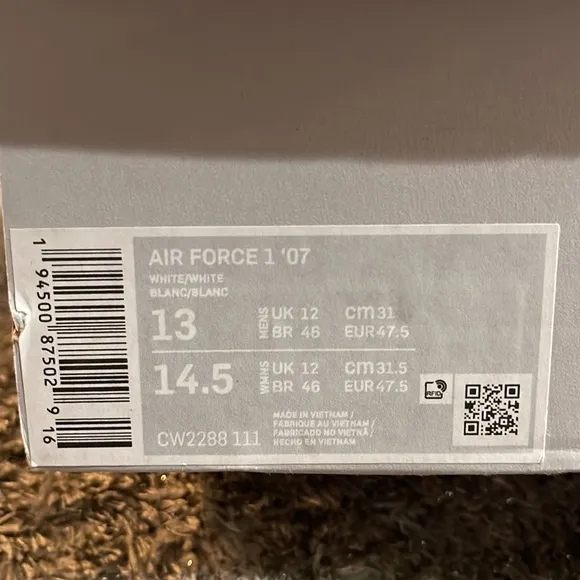 1 94500 87502 9 16
AIR FORCE 1 '07
WHITE/WHITE
BLANC/BLANC
13 MENS UK 12 cm 31
BR 46 EUR 47.5
14.5 WMNS UK 12 cm 31.5
BR 46 EUR 47.5
RFID
CW2288 111
MADE IN VIETNAM /
FABRIQUE AU VIETNAM /
FABRICADO NO VIETNÃ /
HECHO EN VIETNAM